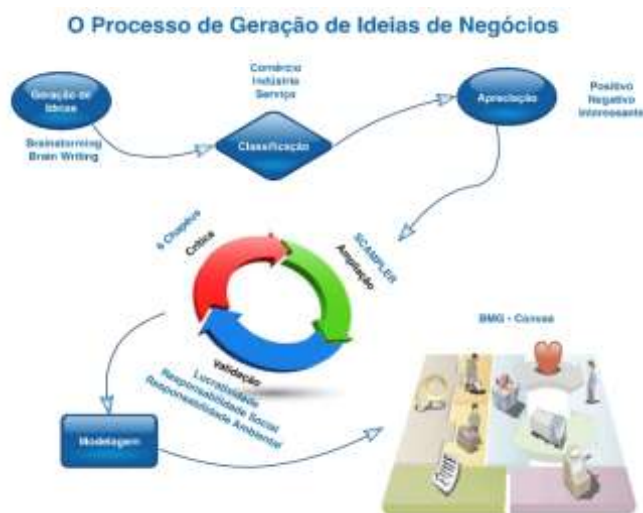 O Processo de Geração de Ideias de Negócios
Geração de
Ideias
Brainstorming
Brain Writing
Comércio
Indústria
Serviço
Classificação
Apreciação
Positivo
Negativo
Interessante
6 Chapéus
Crítica
SCAMPLER
Ampliação
Validação
Lucratividade
Responsabilidade Social
Responsabilidade Ambiental
BMG - Canvas
Modelagem